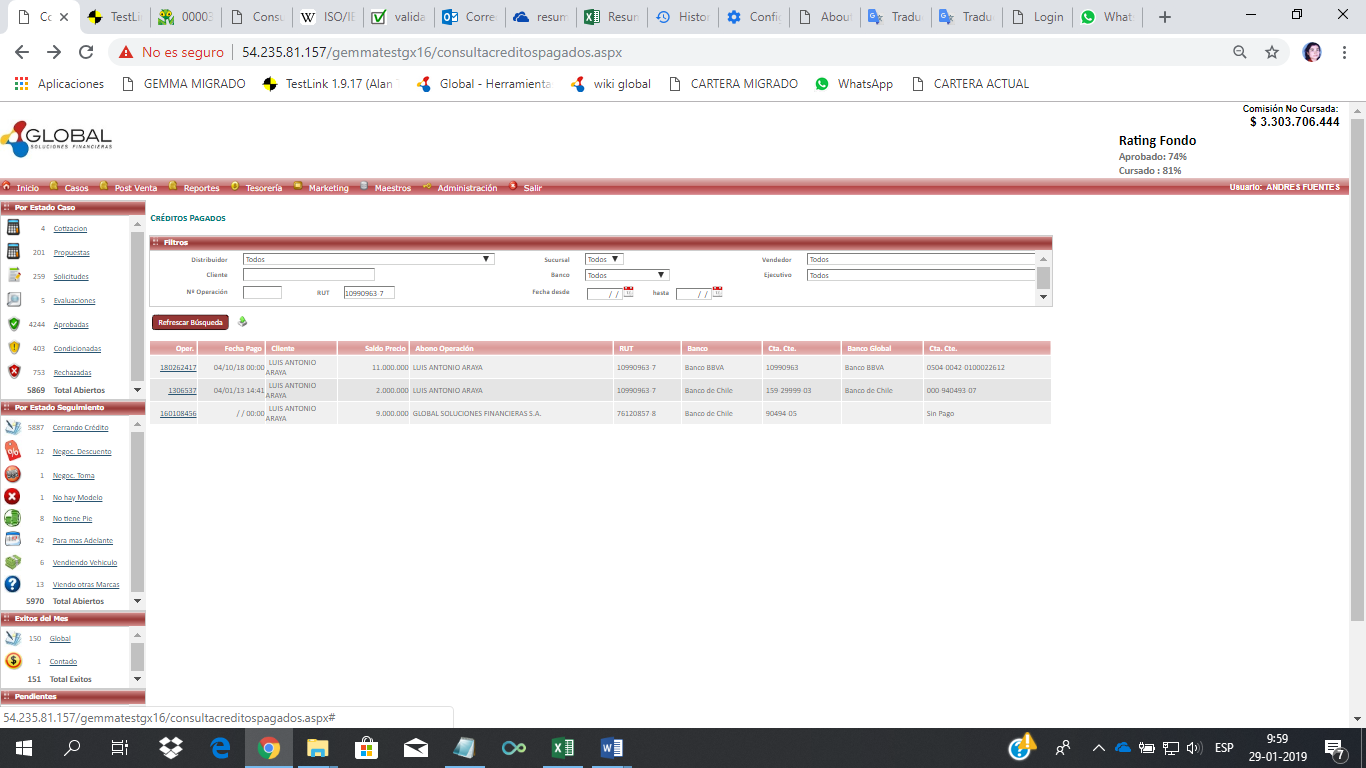 Co
TestLin
00003
Consu
ISO/IE
valida
Corre
resum
Resun
Histor
Config
About
Tradu
Tradu
Login
What
No es seguro
54.235.81.157/gemmatestgx16/consultacreditospagados.aspx
Aplicaciones
GEMMA MIGRADO
TestLink 1.9.17 (Alan
Global - Herramienta
wiki global
CARTERA MIGRADO
WhatsApp
CARTERA ACTUAL
GLOBAL
SOLUCIONES FINANCIERAS
Comisión No Cursada:
$ 3.303.706.444
Rating Fondo
Aprobado: 74%
Cursado : 81%
Inicio Casos Post Venta Reportes Tesorería Marketing Maestros Administración Salir
Usuario: ANDRES FUENTES
Por Estado Caso
4 Cotizacion
201 Propuestas
259 Solicitudes
5 Evaluaciones
4244 Aprobadas
403 Condicionadas
753 Rechazadas
5869 Total Abiertos
Por Estado Seguimiento
5887 Cerrando Crédito
12 Negoc. Descuento
1 Negoc. Toma
1 No hay Modelo
8 No tiene Pie
42 Para mas Adelante
6 Vendiendo Vehículo
13 Viendo otras Marcas
5970 Total Abiertos
Exitos del Mes
150 Global
1 Contado
151 Total Exitos
Pendientes
CRÉDITOS PAGADOS
Filtros
Distribuidor Todos Sucursal Todos Vendedor Todos
Cliente Banco Todos Ejecutivo Todos
Nº Operación RUT 10990963-7 Fecha desde / / hasta / /
Refrescar Búsqueda
Oper. Fecha Pago Cliente Saldo Precio Abono Operación RUT Banco Cta. Cte. Banco Global Cta. Cte.
180262417 04/10/18 00:00 LUIS ANTONIO ARAYA 11.000.000 LUIS ANTONIO ARAYA 10990963 7 Banco BBVA 10990963 Banco BBVA 0504 0042 0100022612
1306537 04/01/13 14:41 LUIS ANTONIO ARAYA 2.000.000 LUIS ANTONIO ARAYA 10990963 7 Banco de Chile 159-29999-03 Banco de Chile 000-940493-07
160108456 / / 00:00 LUIS ANTONIO ARAYA 9.000.000 GLOBAL SOLUCIONES FINANCIERAS S.A. 76120857 8 Banco de Chile 90494-05 Sin Pago
54.235.81.157/gemmatestgx16/consultacreditospagados.aspx#
ESP
9:59
29-01-2019
7